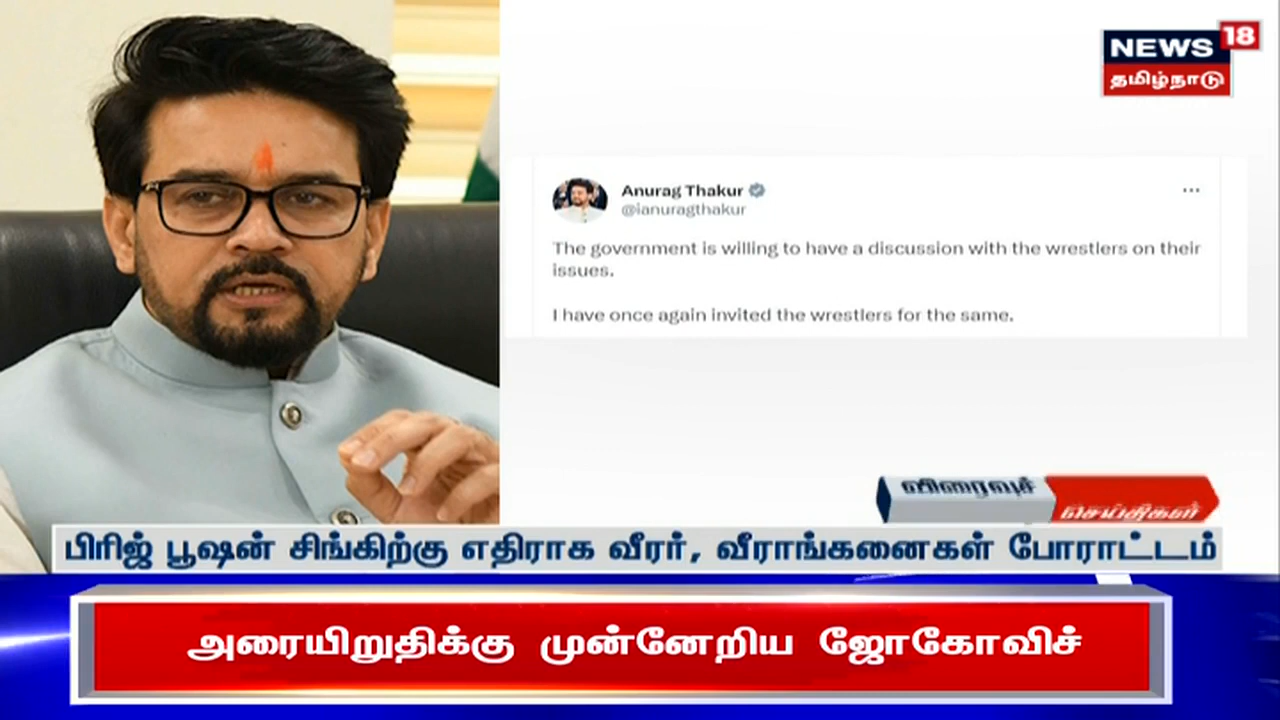 NEWS 18
தமிழ்நாடு
Anurag Thakur
@ianuragthakur
The government is willing to have a discussion with the wrestlers on their
issues.
I have once again invited the wrestlers for the same.
விரைவுச்
செய்திகள்
பிரிஜ் பூஷன் சிங்கிற்கு எதிராக வீரர், வீராங்கனைகள் போராட்டம்
அரையிறுதிக்கு முன்னேறிய ஜோகோவிச்